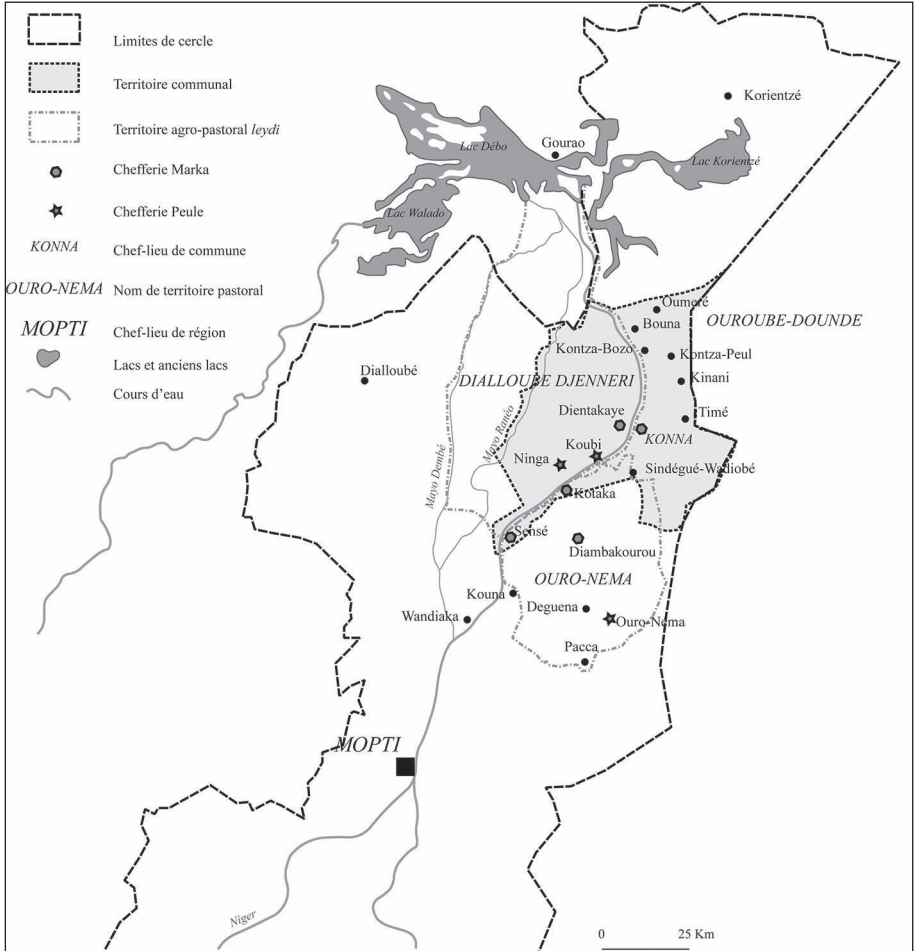 Limites de cercle
Territoire communal
Territoire agro-pastoral leydi
Chefferie Marka
Chefferie Peule
KONNA
Chef-lieu de commune
OURO-NEMA
Nom de territoire pastoral
MOPTI
Chef-lieu de région
Lacs et anciens lacs
Cours d'eau
Korientzé
Gourao
Lac Débo
Lac Korientzé
Lac Walado
Oumeré
OUROUBE-DOUNDE
Bouna
Kontza-Bozo
Kontza-Peul
Dialloubé
DIALLOUBE DJENNERI
Kinani
Mayo Dembé
Mayo Ranéo
Dientakaye
Timé
KONNA
Koubi
Ninga
Sindégué-Wadiobé
Kotaka
Sensé
Diambakourou
OURO-NEMA
Kouna
Deguena
Wandiaka
Ouro-Nema
Pacca
MOPTI
Niger
0 25 Km